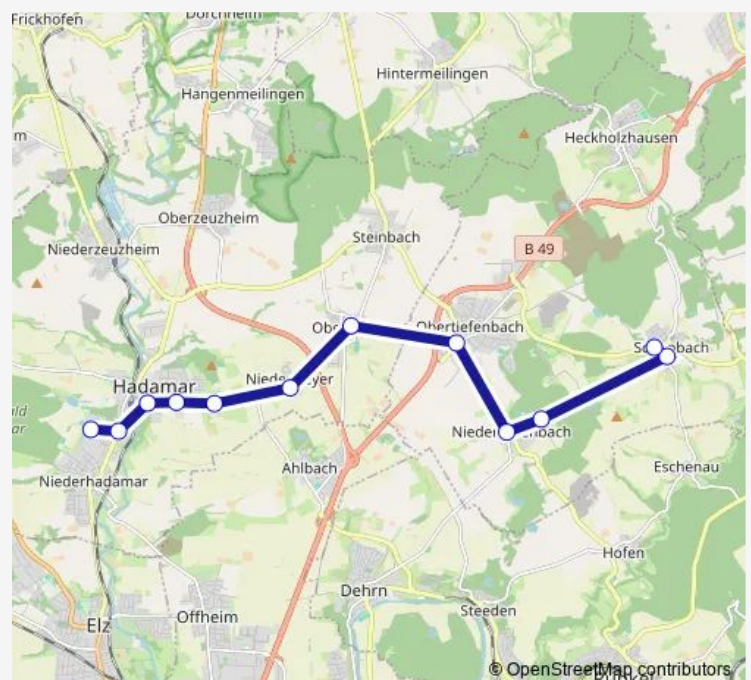 Frickhofen
Dorchheim
Hintermeilingen
Hangenmeilingen
m
Heckholzhausen
Oberzeuzheim
Steinbach
Niederzeuzheim
B 49
Obertiefenbach
Hadamar
Ahlbach
Niederhadamar
Eschenau
Hofen
Dehrn
Steeden
Offheim
Elz
© OpenStreetMap contributors